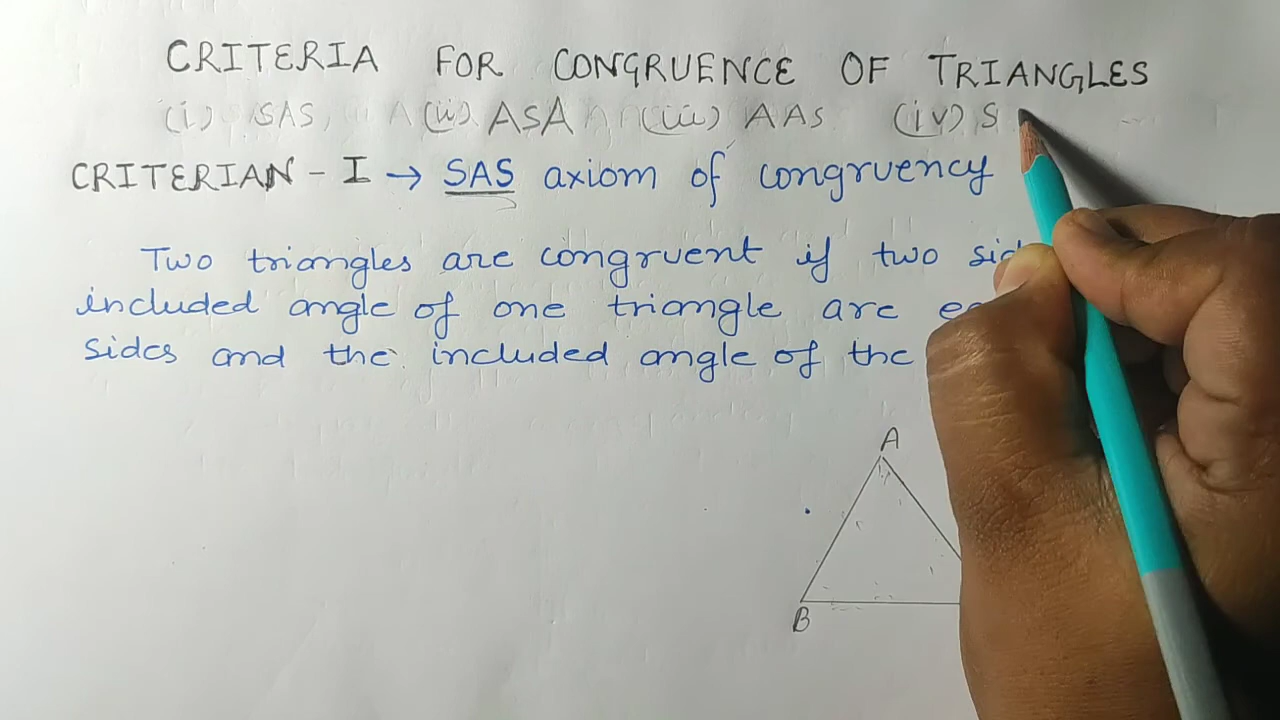 CRITERIA FOR CONGRUENCE OF TRIANGLES
(i) SAS, (ii) ASA (iii) AAS (iv) S
CRITERIAN - I → SAS axiom of congruency
Two triangles are congruent if two
included angle of one triangle are
sides and the included angle of the
A
B